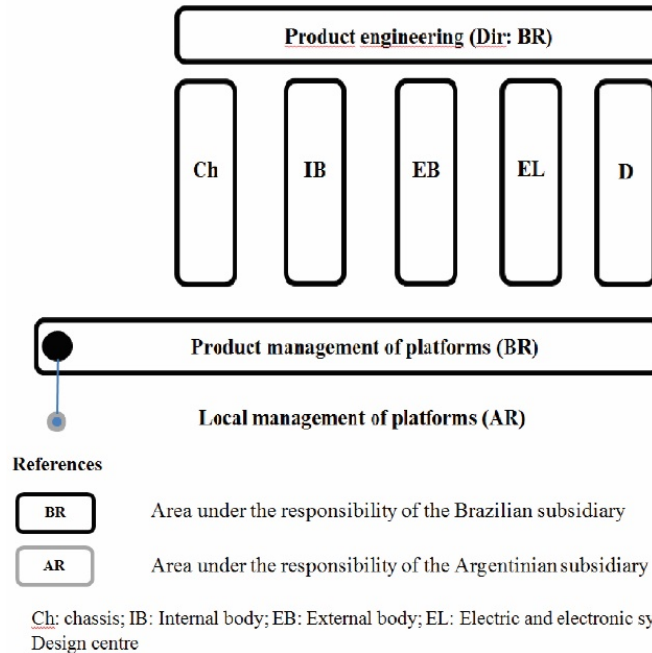 Product engineering (Dir: BR)
Ch IB EB EL D
Product management of platforms (BR)
Local management of platforms (AR)
References
BR Area under the responsibility of the Brazilian subsidiary
AR Area under the responsibility of the Argentinian subsidiary
Ch: chassis; IB: Internal body; EB: External body; EL: Electric and electronic sy
Design centre